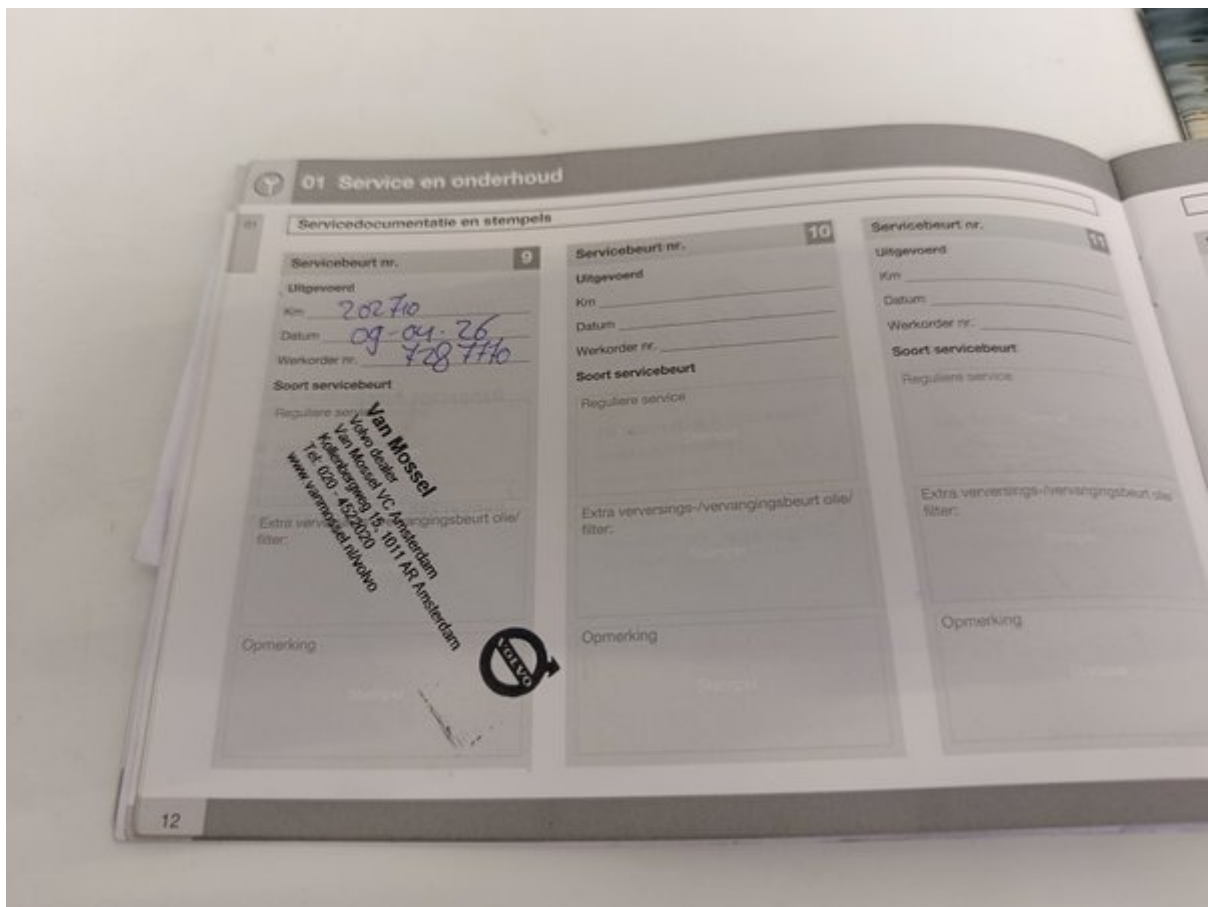 01 Service en onderhoud
01
Servicedocumentatie en stempels
Servicebeurt nr. 9
Uitgevoerd
Km 202710
Datum 09-04-26
Werkorder nr.
Soort servicebeurt
Reguliere
Van Mossel
Volvo dealer
Van Mossel VC Amsterdam
Kollenbergweg 15, 1011 AR Amsterdam
Tel: 020 - 4522020
www.vanmossel.nl/volvo
Extra vervangingsbeurt olie/
filter:
Opmerking
Stempel
VOLVO
Servicebeurt nr. 10
Uitgevoerd
Km
Datum
Werkorder nr.
Soort servicebeurt
Reguliere service
Extra verversings-/vervangingsbeurt olie/
filter:
Opmerking
Stempel
Servicebeurt nr. 11
Uitgevoerd
Km
Datum
Werkorder nr.
Soort servicebeurt
Reguliere service
Extra verversings-/vervangingsbeurt olie/
filter:
Opmerking
12